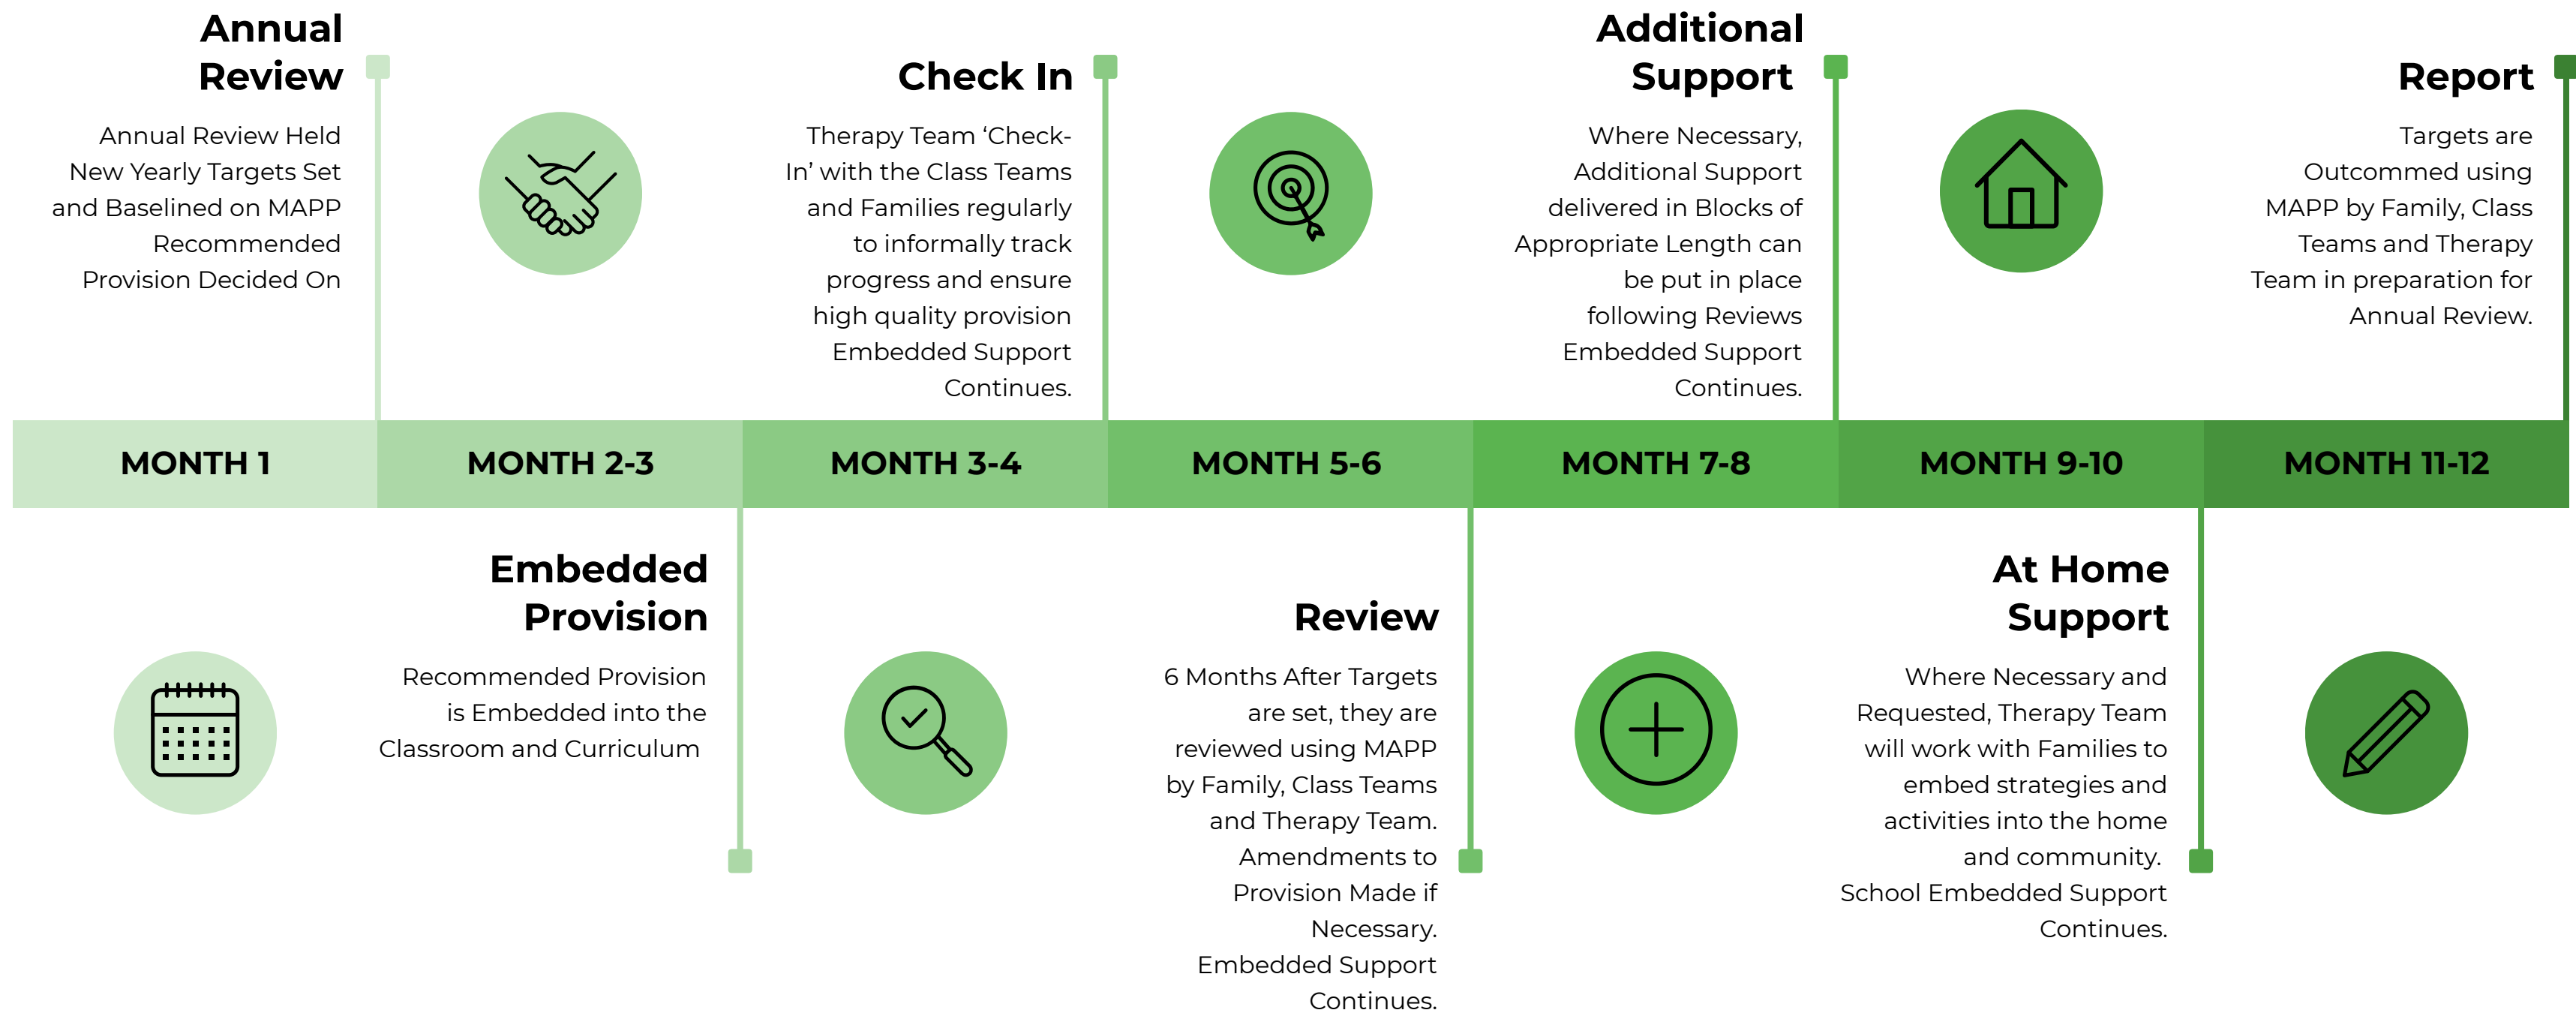 Annual
Review
Annual Review Held
New Yearly Targets Set
and Baselined on MAPP
Recommended
Provision Decided On
Check In
Therapy Team ‘Check-
In’ with the Class Teams
and Families regularly
to informally track
progress and ensure
high quality provision
Embedded Support
Continues.
Additional
Support
Where Necessary,
Additional Support
delivered in Blocks of
Appropriate Length can
be put in place
following Reviews
Embedded Support
Continues.
Report
Targets are
Outcommed using
MAPP by Family, Class
Teams and Therapy
Team in preparation for
Annual Review.
MONTH 1
MONTH 2-3
MONTH 3-4
MONTH 5-6
MONTH 7-8
MONTH 9-10
MONTH 11-12
Embedded
Provision
Recommended Provision
is Embedded into the
Classroom and Curriculum
Review
6 Months After Targets
are set, they are
reviewed using MAPP
by Family, Class Teams
and Therapy Team.
Amendments to
Provision Made if
Necessary.
Embedded Support
Continues.
At Home
Support
Where Necessary and
Requested, Therapy Team
will work with Families to
embed strategies and
activities into the home
and community.
School Embedded Support
Continues.